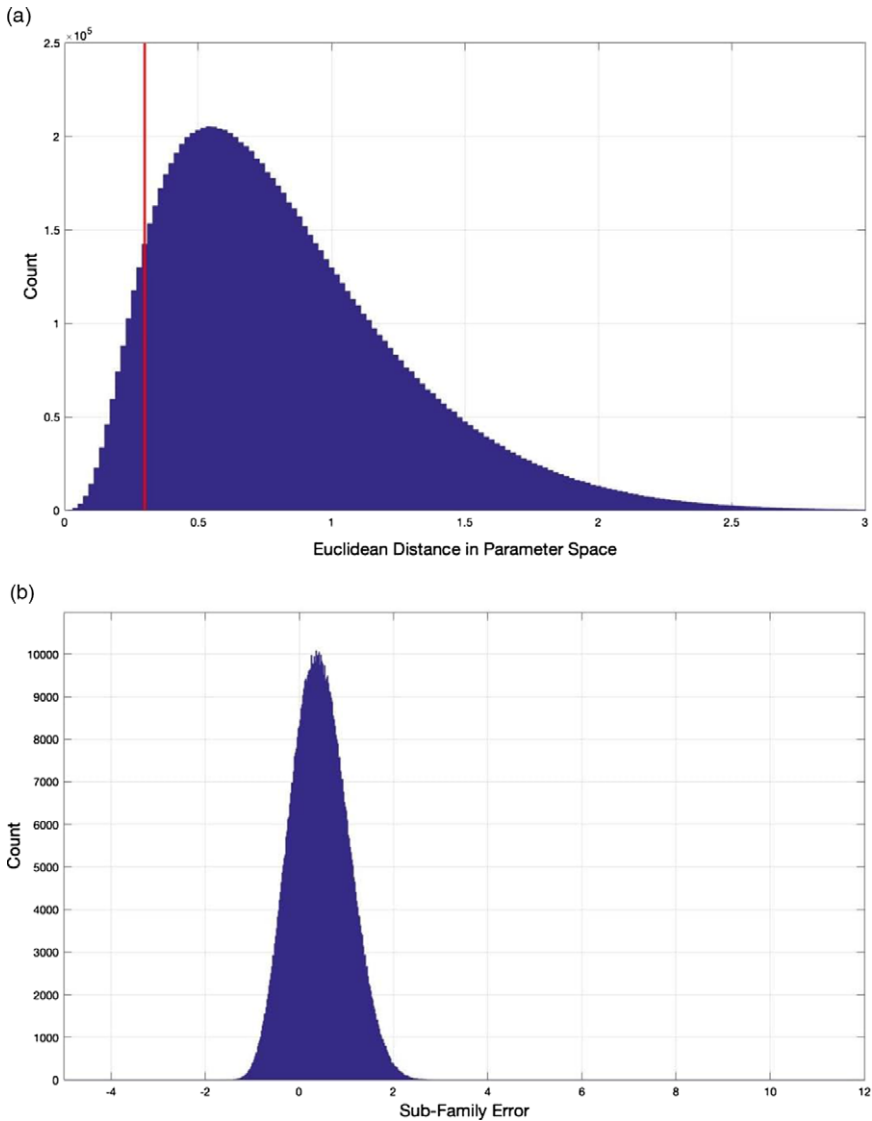 (a)
×10⁵
2.5
2
1.5
1
0.5
0
Count
0 0.5 1 1.5 2 2.5 3
Euclidean Distance in Parameter Space
(b)
10000
9000
8000
7000
6000
5000
4000
3000
2000
1000
0
Count
-4 -2 0 2 4 6 8 10 12
Sub-Family Error